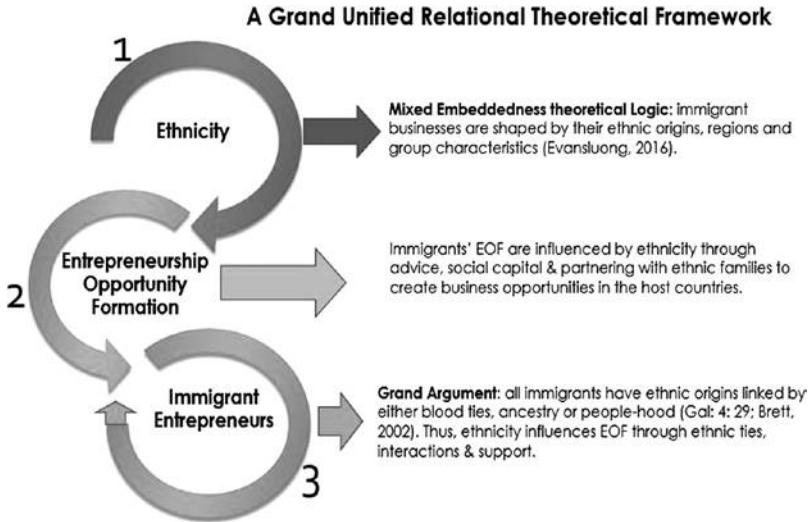 A Grand Unified Relational Theoretical Framework
1
Ethnicity
Mixed Embeddedness theoretical Logic: immigrant
businesses are shaped by their ethnic origins, regions and
group characteristics (Evansluong, 2016).
2
Entrepreneurship
Opportunity
Formation
Immigrants' EOF are influenced by ethnicity through
advice, social capital & partnering with ethnic families to
create business opportunities in the host countries.
3
Immigrant
Entrepreneurs
Grand Argument: all immigrants have ethnic origins linked by
either blood ties, ancestry or people-hood (Gal: 4: 29; Brett,
2002). Thus, ethnicity influences EOF through ethnic ties,
interactions & support.